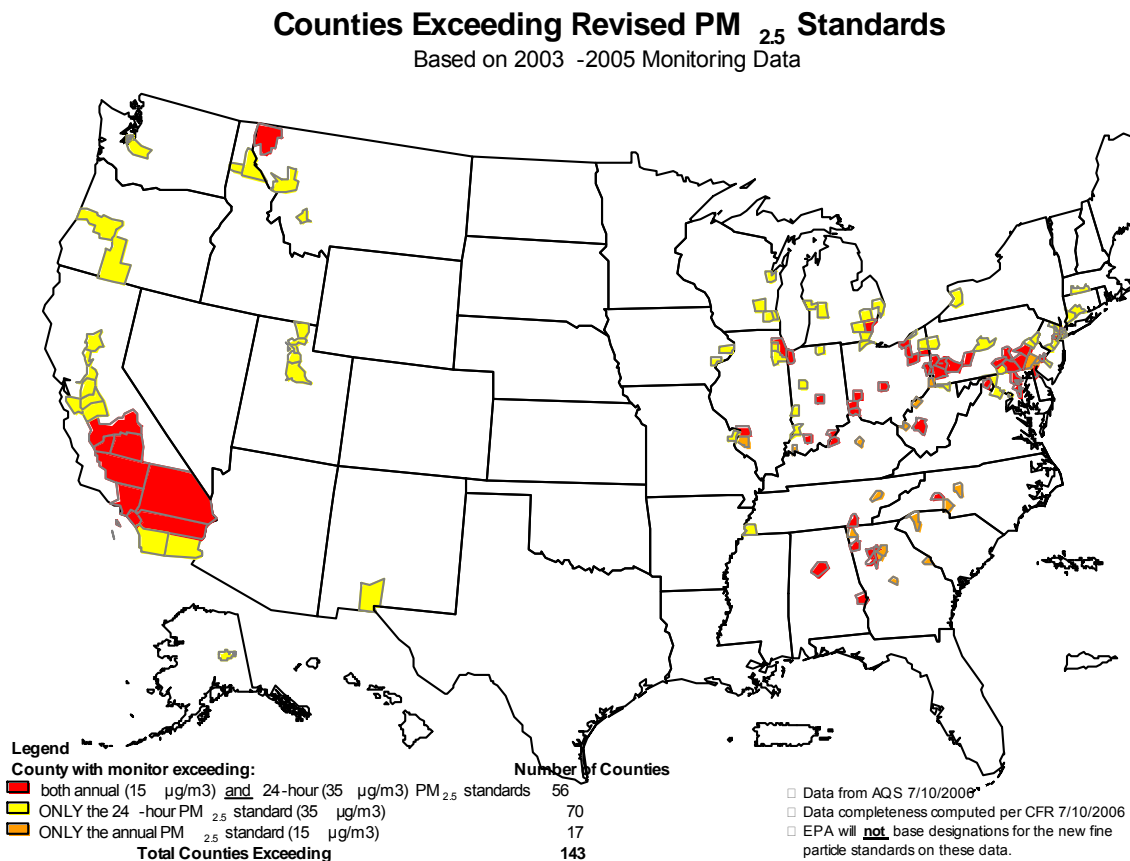 Counties Exceeding Revised PM 2.5 Standards
Based on 2003 -2005 Monitoring Data
Legend
County with monitor exceeding: Number of Counties
both annual (15 µg/m3) and 24-hour (35 µg/m3) PM 2.5 standards 56
ONLY the 24 -hour PM 2.5 standard (35 µg/m3) 70
ONLY the annual PM 2.5 standard (15 µg/m3) 17
Total Counties Exceeding 143
Data from AQS 7/10/2006
Data completeness computed per CFR 7/10/2006
EPA will not base designations for the new fine
particle standards on these data.